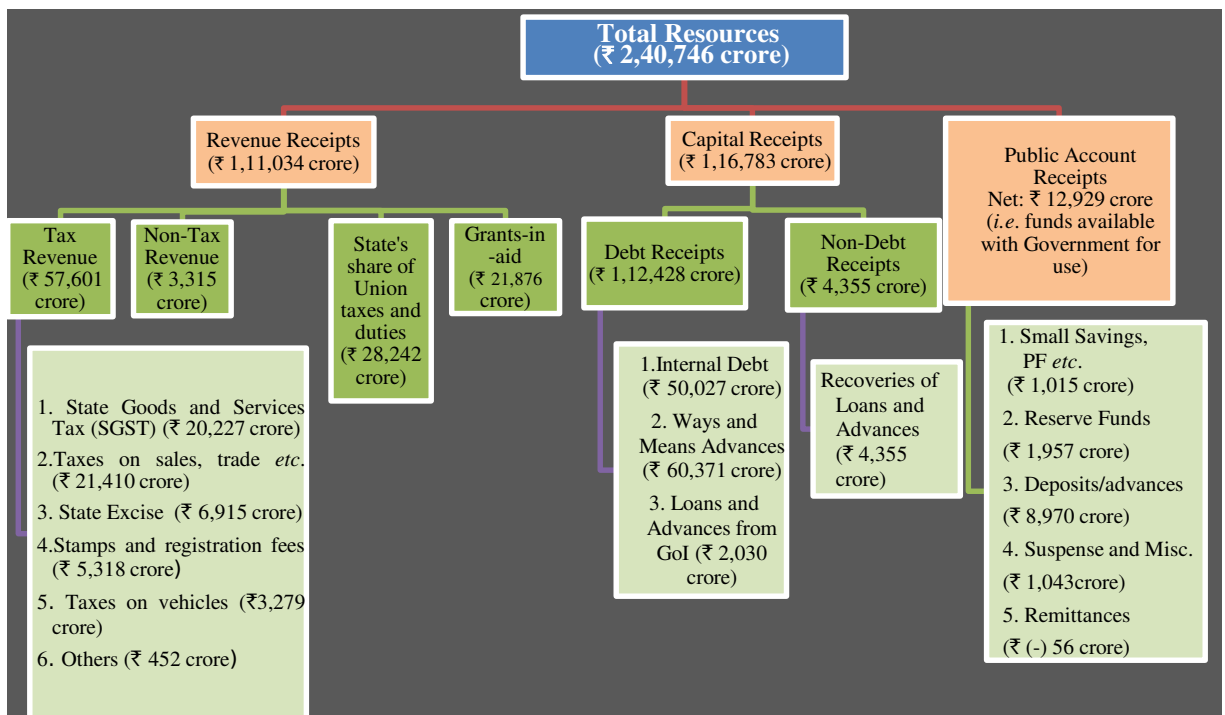 Total Resources
(₹ 2,40,746 crore)
Revenue Receipts
(₹ 1,11,034 crore)
Capital Receipts
(₹ 1,16,783 crore)
Public Account
Receipts
Net: ₹ 12,929 crore
(i.e. funds available
with Government for
use)
Tax
Revenue
(₹ 57,601
crore)
Non-Tax
Revenue
(₹ 3,315
crore)
State's
share of
Union
taxes and
duties
(₹ 28,242
crore)
Grants-in
-aid
(₹ 21,876
crore)
Debt Receipts
(₹ 1,12,428 crore)
Non-Debt
Receipts
(₹ 4,355 crore)
1. State Goods and Services
Tax (SGST) (₹ 20,227 crore)
2.Taxes on sales, trade etc.
(₹ 21,410 crore)
3. State Excise (₹ 6,915 crore)
4.Stamps and registration fees
(₹ 5,318 crore)
5. Taxes on vehicles (₹3,279
crore)
6. Others (₹ 452 crore)
1.Internal Debt
(₹ 50,027 crore)
2. Ways and
Means Advances
(₹ 60,371 crore)
3. Loans and
Advances from
GoI (₹ 2,030
crore)
Recoveries of
Loans and
Advances
(₹ 4,355
crore)
1. Small Savings,
PF etc.
(₹ 1,015 crore)
2. Reserve Funds
(₹ 1,957 crore)
3. Deposits/advances
(₹ 8,970 crore)
4. Suspense and Misc.
(₹ 1,043crore)
5. Remittances
(₹ (-) 56 crore)